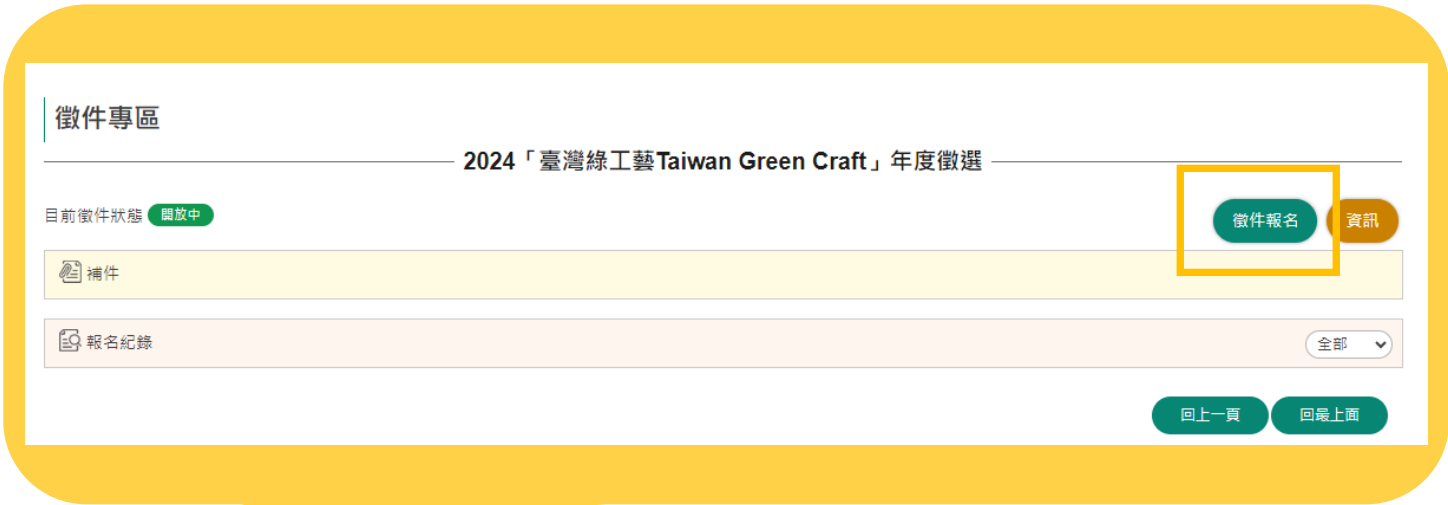 徵件專區
2024「臺灣綠工藝Taiwan Green Craft」年度徵選
目前徵件狀態 開放中
徵件報名 資訊
補件
報名紀錄 全部
回上一頁 回最上面